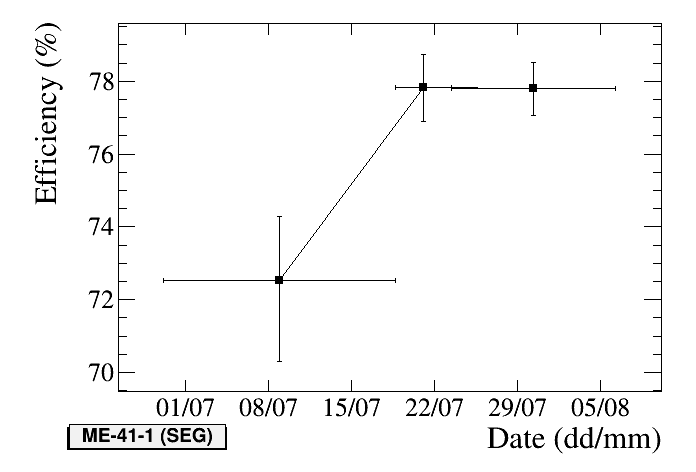 Efficiency (%)
78
76
74
72
70
01/07 08/07 15/07 22/07 29/07 05/08
ME-41-1 (SEG)
Date (dd/mm)